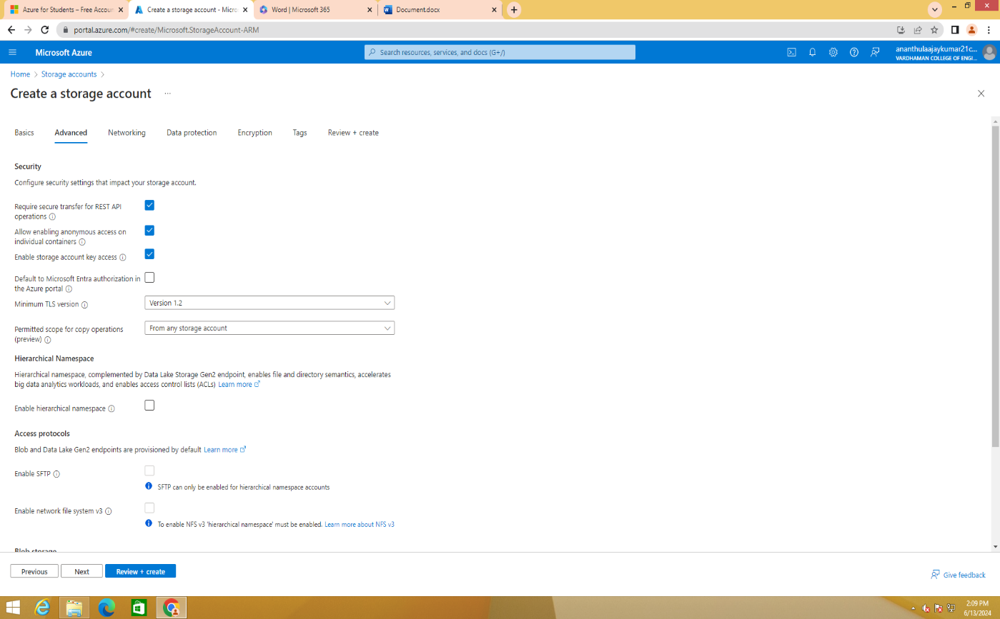 Azure for Students – Free Accoun
Create a storage account - Micro
Word | Microsoft 365
Document.docx
portal.azure.com/#create/Microsoft.StorageAccount-ARM
Microsoft Azure
Search resources, services, and docs (G+/)
ananthulaajaykumar21c...
VARDHAMAN COLLEGE OF ENGI...
Home > Storage accounts >
Create a storage account ...
Basics
Advanced
Networking
Data protection
Encryption
Tags
Review + create
Security
Configure security settings that impact your storage account.
Require secure transfer for REST API
operations
Allow enabling anonymous access on
individual containers
Enable storage account key access
Default to Microsoft Entra authorization in
the Azure portal
Minimum TLS version
Version 1.2
Permitted scope for copy operations
(preview)
From any storage account
Hierarchical Namespace
Hierarchical namespace, complemented by Data Lake Storage Gen2 endpoint, enables file and directory semantics, accelerates
big data analytics workloads, and enables access control lists (ACLs) Learn more
Enable hierarchical namespace
Access protocols
Blob and Data Lake Gen2 endpoints are provisioned by default Learn more
Enable SFTP
SFTP can only be enabled for hierarchical namespace accounts
Enable network file system v3
To enable NFS v3 'hierarchical namespace' must be enabled. Learn more about NFS v3
Blob storage
Previous
Next
Review + create
Give feedback
2:09 PM
6/13/2024